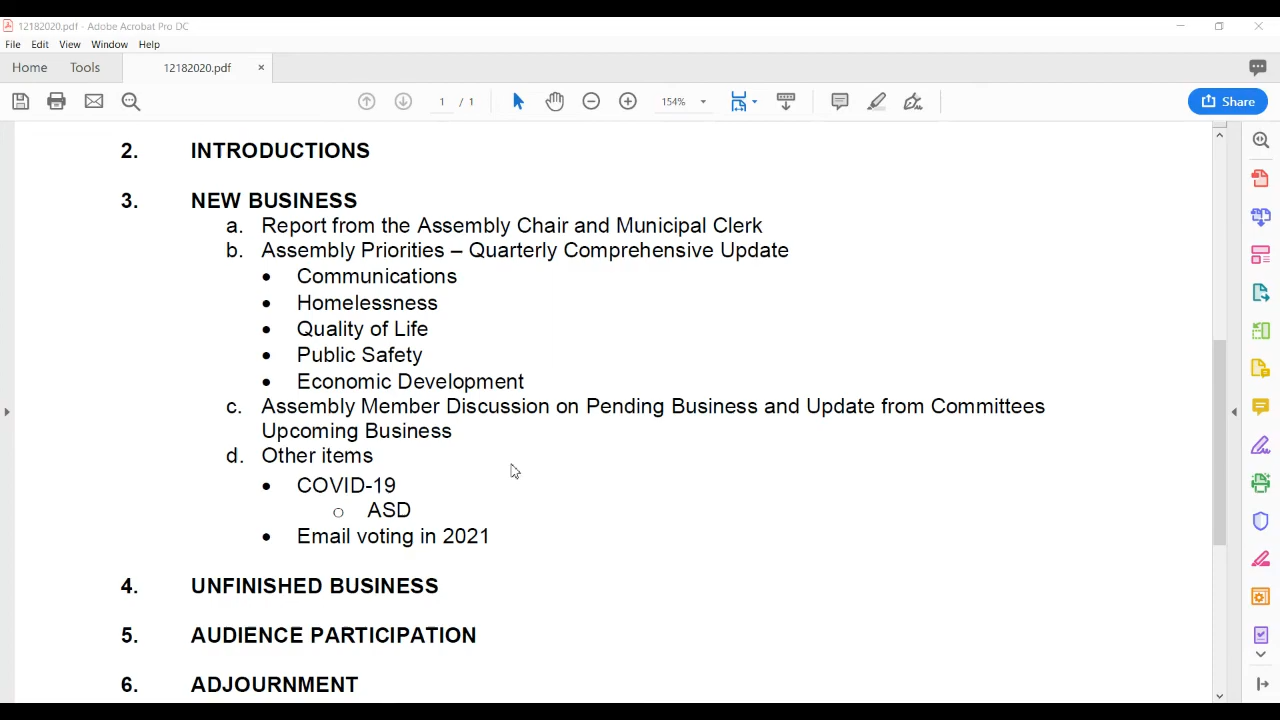 12182020.pdf - Adobe Acrobat Pro DC
File Edit View Window Help
Home Tools 12182020.pdf ×
1 / 1 154% Share
2. INTRODUCTIONS
3. NEW BUSINESS
a. Report from the Assembly Chair and Municipal Clerk
b. Assembly Priorities – Quarterly Comprehensive Update
• Communications
• Homelessness
• Quality of Life
• Public Safety
• Economic Development
c. Assembly Member Discussion on Pending Business and Update from Committees
Upcoming Business
d. Other items
• COVID-19
o ASD
• Email voting in 2021
4. UNFINISHED BUSINESS
5. AUDIENCE PARTICIPATION
6. ADJOURNMENT